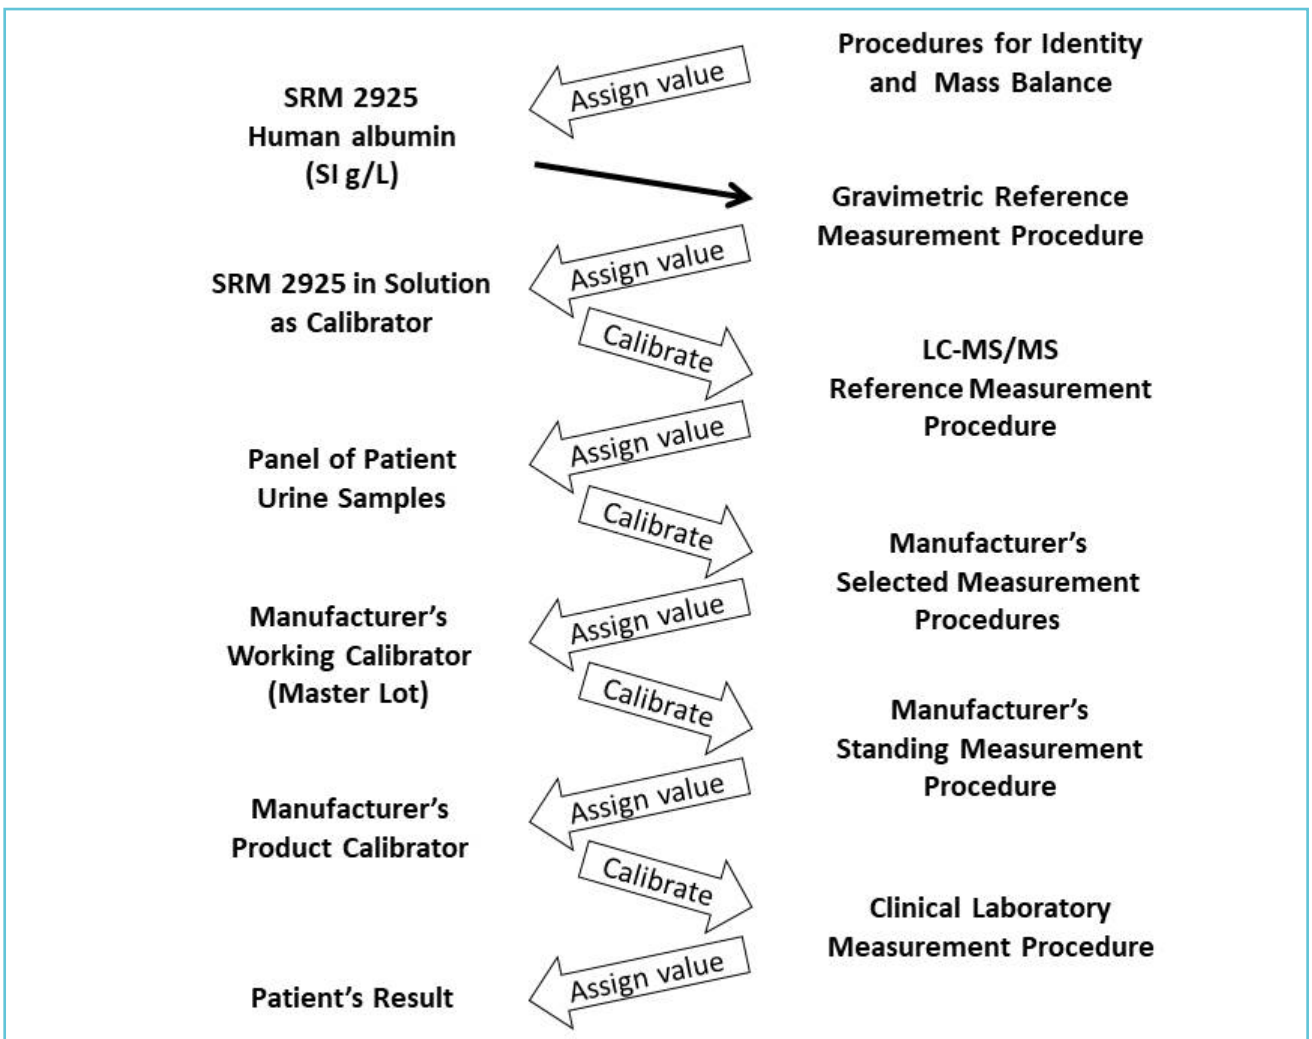 Procedures for Identity
and Mass Balance
Assign value
SRM 2925
Human albumin
(SI g/L)
Gravimetric Reference
Measurement Procedure
Assign value
SRM 2925 in Solution
as Calibrator
Calibrate
LC-MS/MS
Reference Measurement
Procedure
Assign value
Panel of Patient
Urine Samples
Calibrate
Manufacturer’s
Selected Measurement
Procedures
Assign value
Manufacturer’s
Working Calibrator
(Master Lot)
Calibrate
Manufacturer’s
Standing Measurement
Procedure
Assign value
Manufacturer’s
Product Calibrator
Calibrate
Clinical Laboratory
Measurement Procedure
Assign value
Patient’s Result